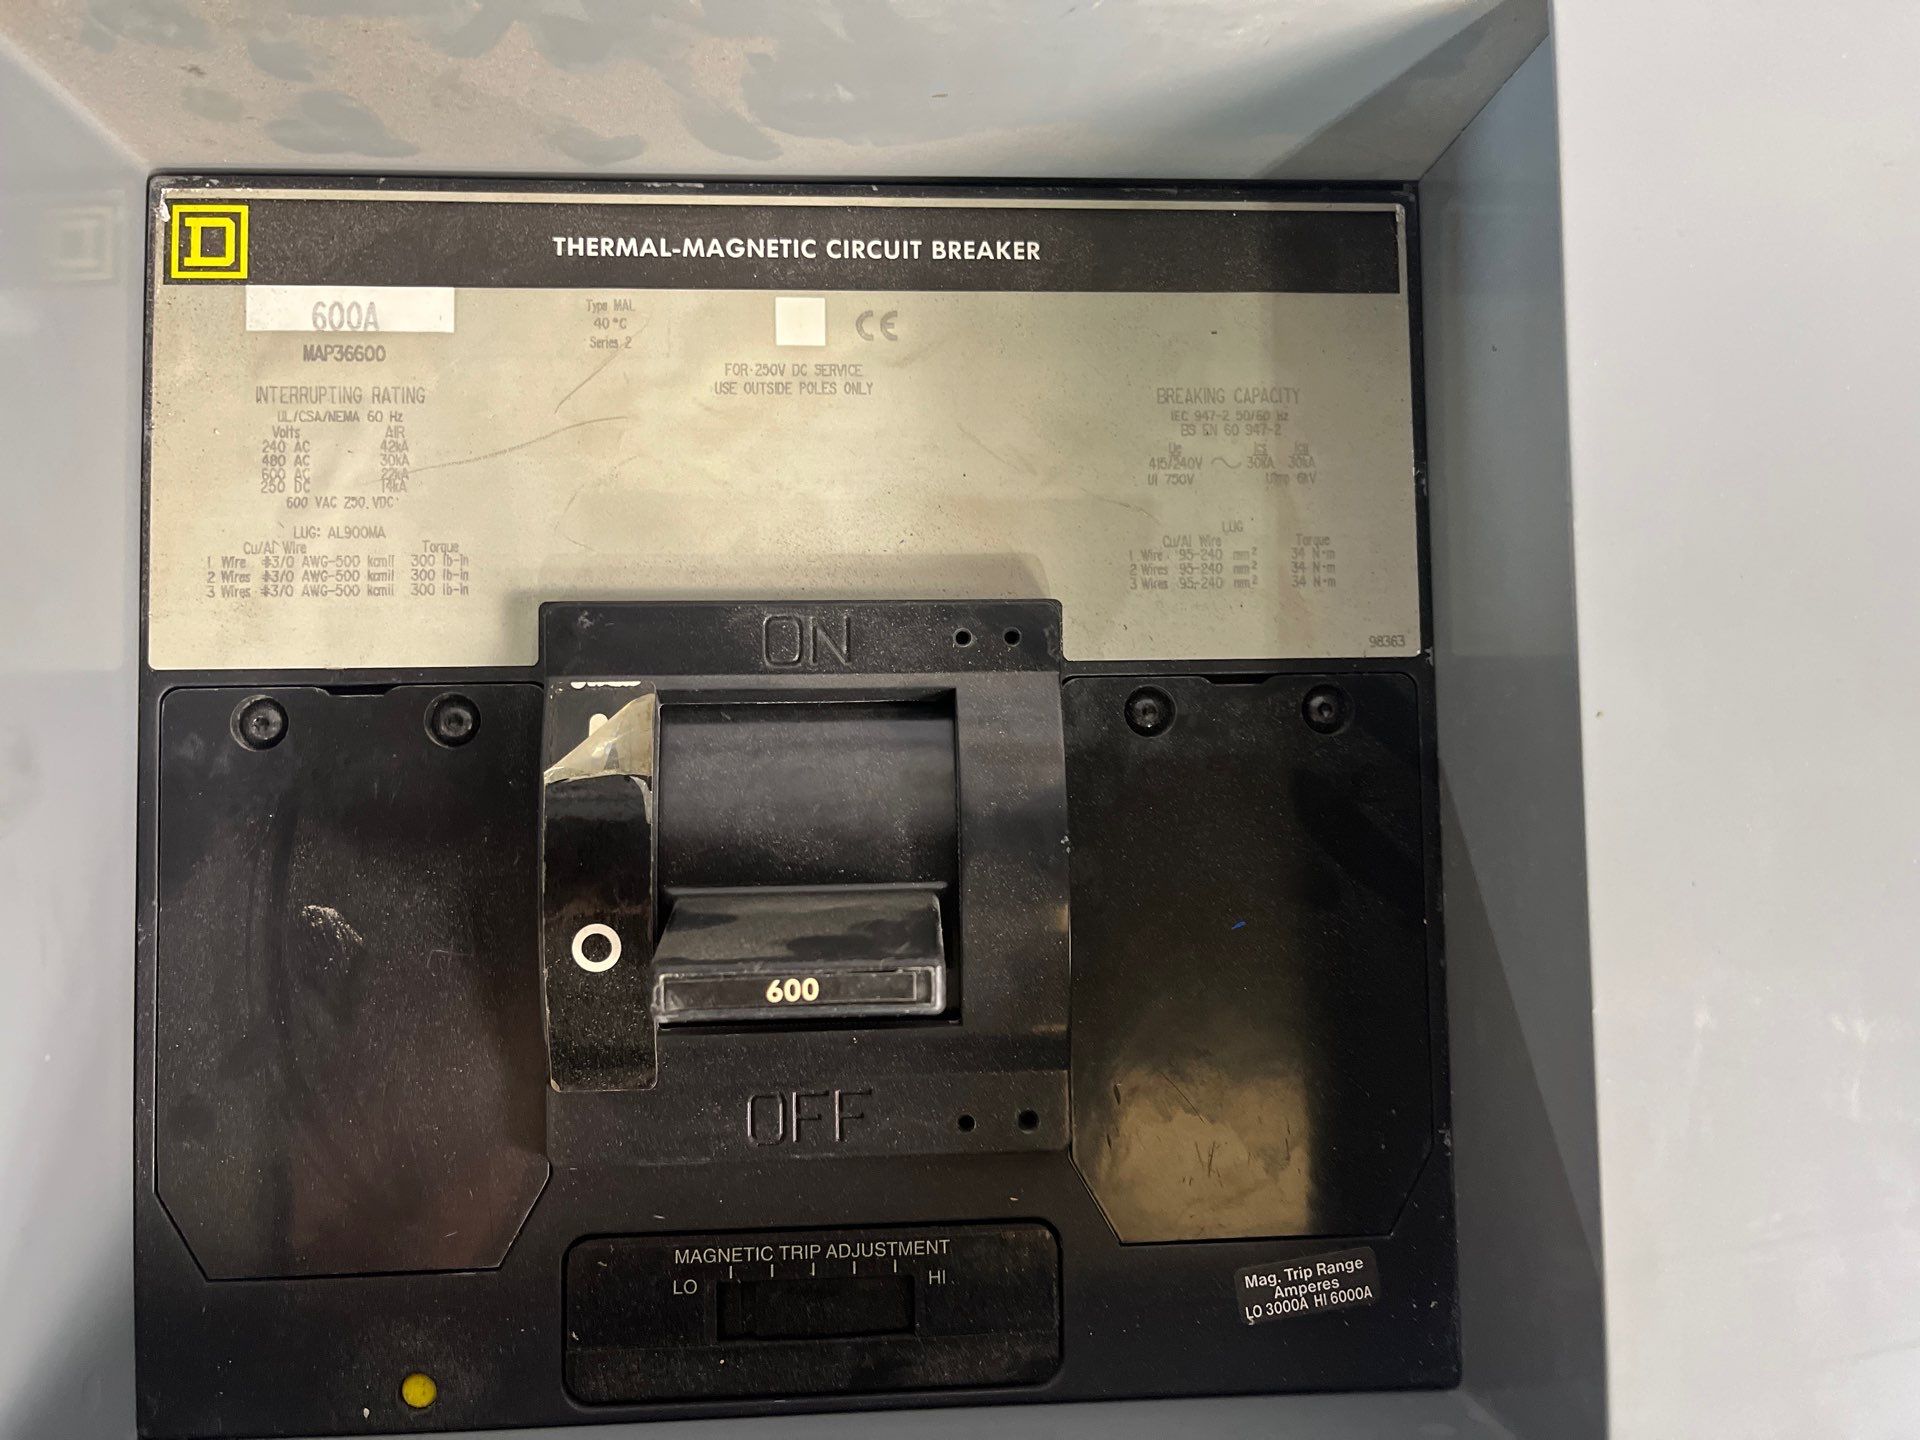 D
THERMAL-MAGNETIC CIRCUIT BREAKER
600A
MAP36600
Type MAL
40°C
Series 2
CE
FOR 250V DC SERVICE
USE OUTSIDE POLES ONLY
INTERRUPTING RATING
UL/CSA/NEMA 60 Hz
Volts AIR
240 AC 42kA
480 AC 30kA
600 AC 22kA
250 DC 14kA
600 VAC 250 VDC
LUG: AL900MA
Cu/Al Wire Torque
1 Wire #3/0 AWG-500 kcmil 300 lb-in
2 Wires #3/0 AWG-500 kcmil 300 lb-in
3 Wires #3/0 AWG-500 kcmil 300 lb-in
BREAKING CAPACITY
IEC 947-2 50/60 Hz
BS EN 60 947-2
Ue Ics Icu
415/240V ~ 30kA 30kA
Ui 750V Uimp 6kV
LUG
Cu/Al Wire Torque
1 Wire 95-240 mm² 34 N·m
2 Wires 95-240 mm² 34 N·m
3 Wires 95-240 mm² 34 N·m
98363
ON
O
600
OFF
MAGNETIC TRIP ADJUSTMENT
LO HI
Mag. Trip Range
Amperes
LO 3000A HI 6000A